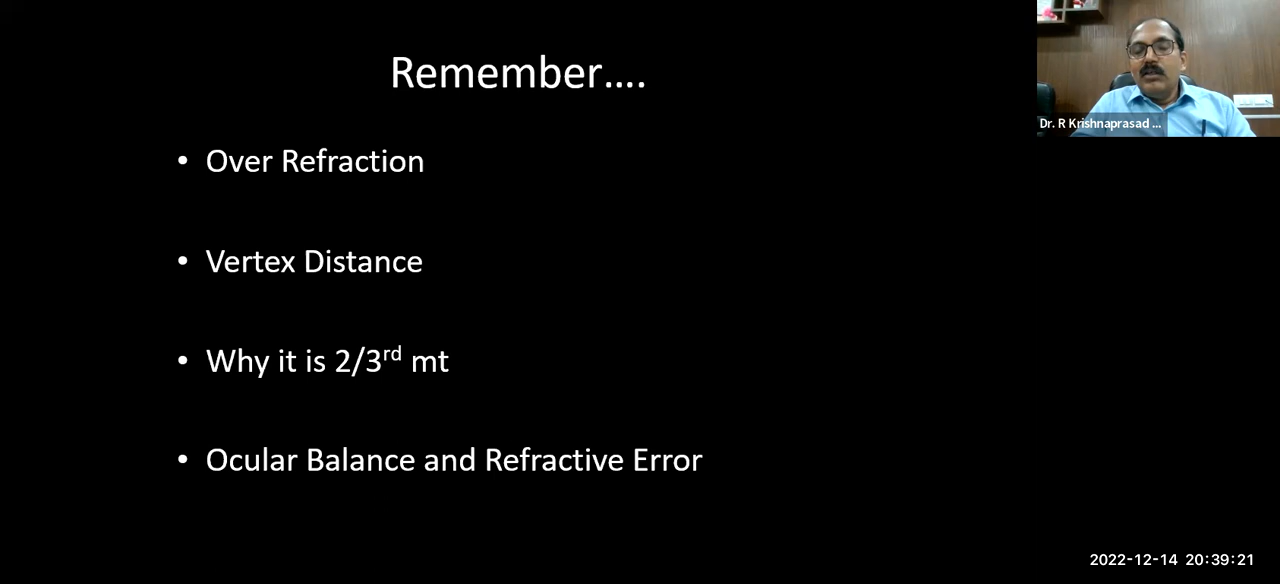 Remember....
• Over Refraction
• Vertex Distance
• Why it is 2/3rd mt
• Ocular Balance and Refractive Error
Dr. R Krishnaprasad ...
2022-12-14 20:39:21